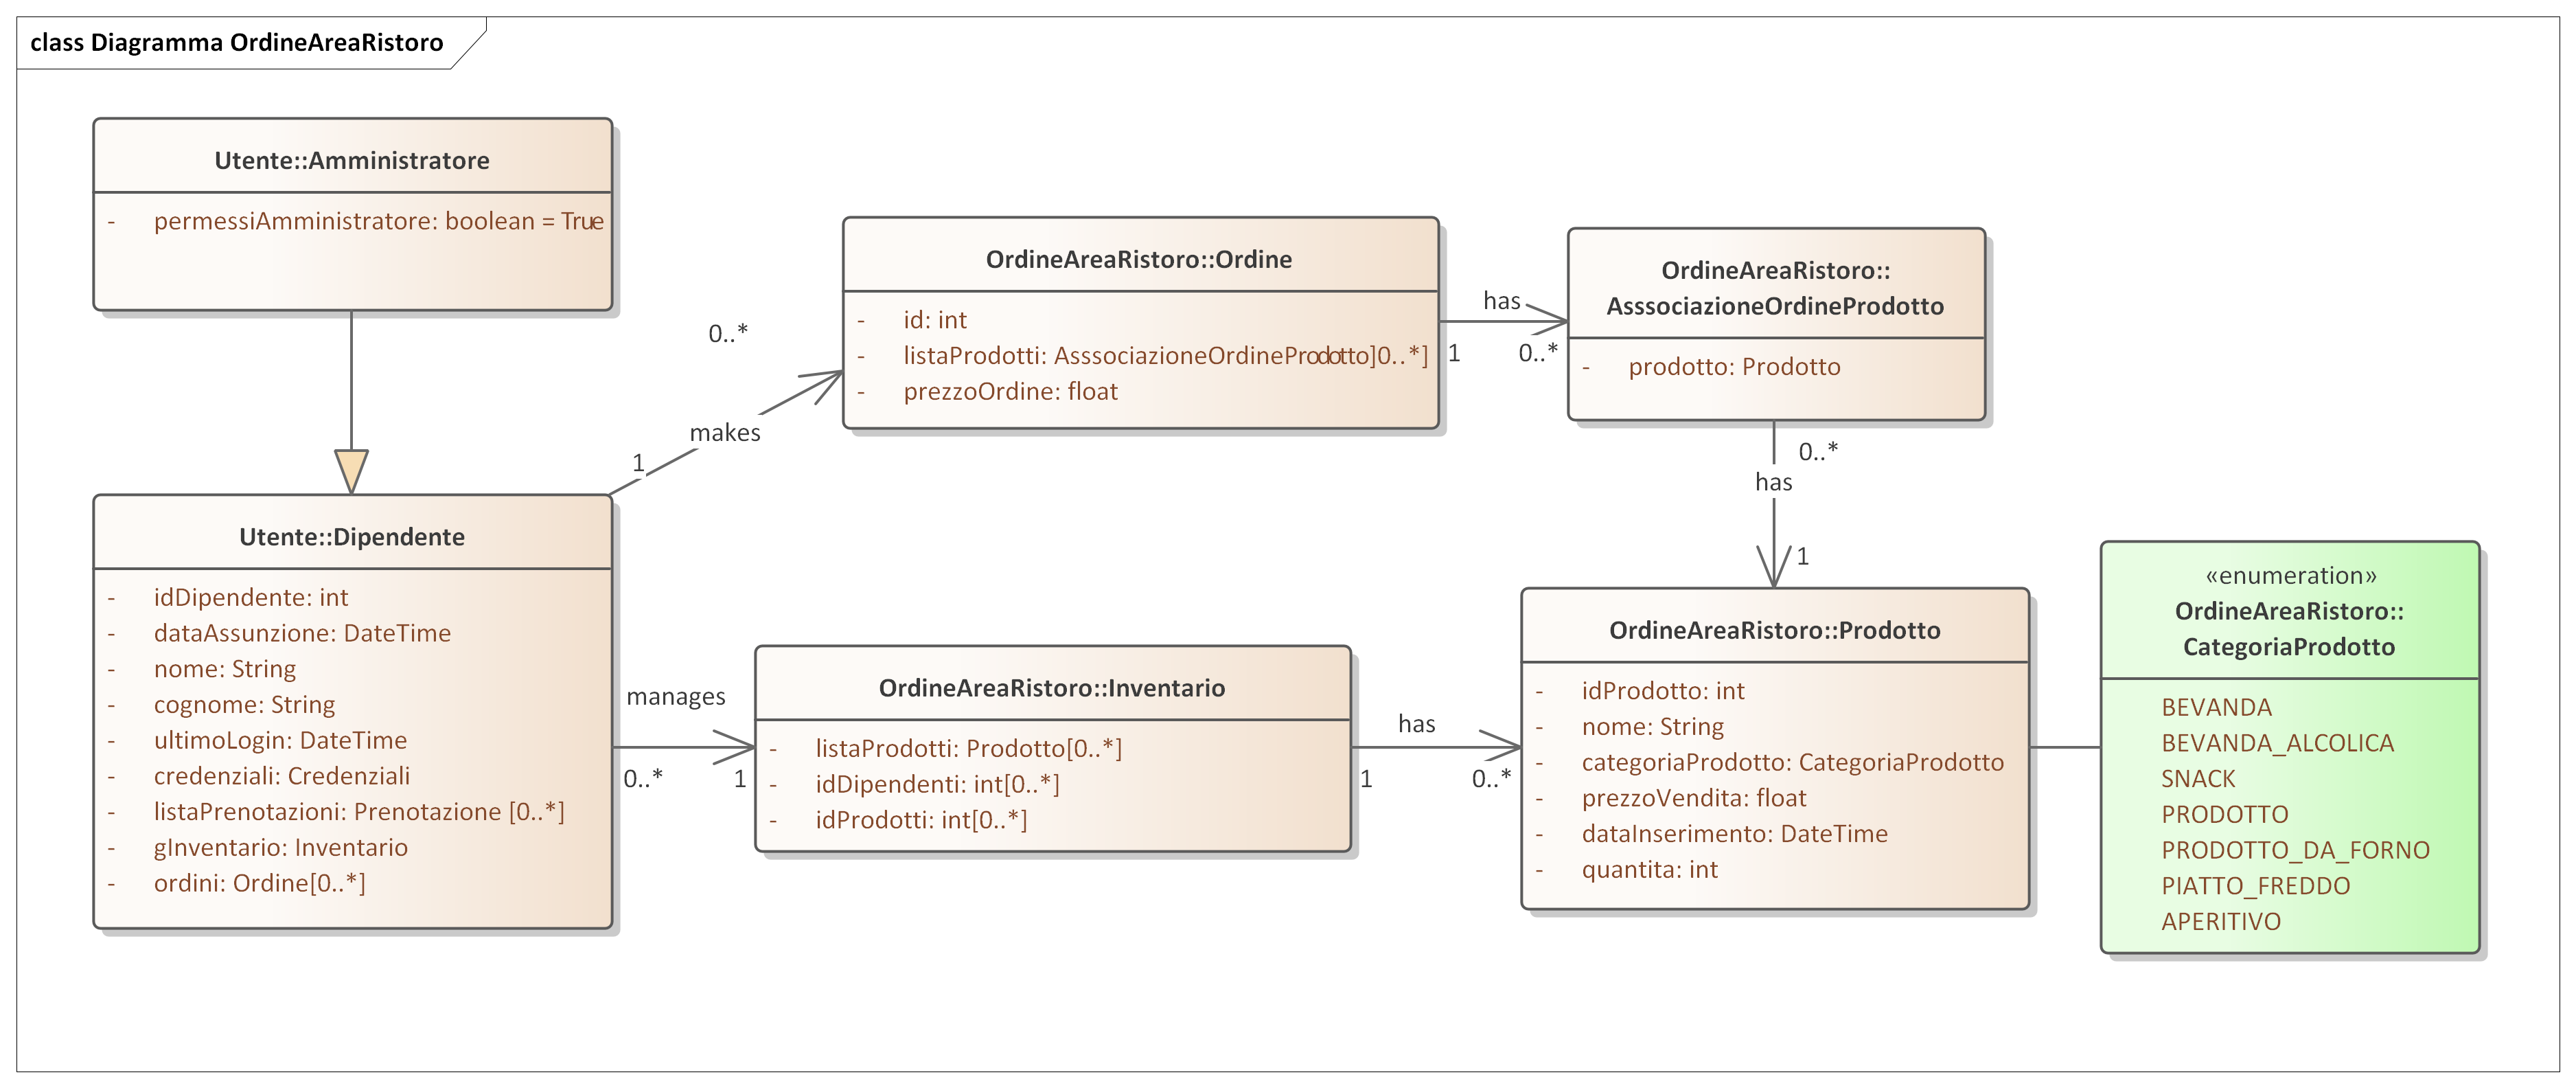 class Diagramma OrdineAreaRistoro
Utente::Amministratore
- permessiAmministratore: boolean = True
OrdineAreaRistoro::Ordine
- id: int
- listaProdotti: AsssociazioneOrdineProdotto]0..*]
- prezzoOrdine: float
OrdineAreaRistoro::
AsssociazioneOrdineProdotto
- prodotto: Prodotto
has
1
0..*
0..*
makes
1
0..*
has
1
Utente::Dipendente
- idDipendente: int
- dataAssunzione: DateTime
- nome: String
- cognome: String
- ultimoLogin: DateTime
- credenziali: Credenziali
- listaPrenotazioni: Prenotazione [0..*]
- gInventario: Inventario
- ordini: Ordine[0..*]
manages
0..*
1
OrdineAreaRistoro::Inventario
- listaProdotti: Prodotto[0..*]
- idDipendenti: int[0..*]
- idProdotti: int[0..*]
has
1
0..*
OrdineAreaRistoro::Prodotto
- idProdotto: int
- nome: String
- categoriaProdotto: CategoriaProdotto
- prezzoVendita: float
- dataInserimento: DateTime
- quantita: int
«enumeration»
OrdineAreaRistoro::
CategoriaProdotto
BEVANDA
BEVANDA_ALCOLICA
SNACK
PRODOTTO
PRODOTTO_DA_FORNO
PIATTO_FREDDO
APERITIVO